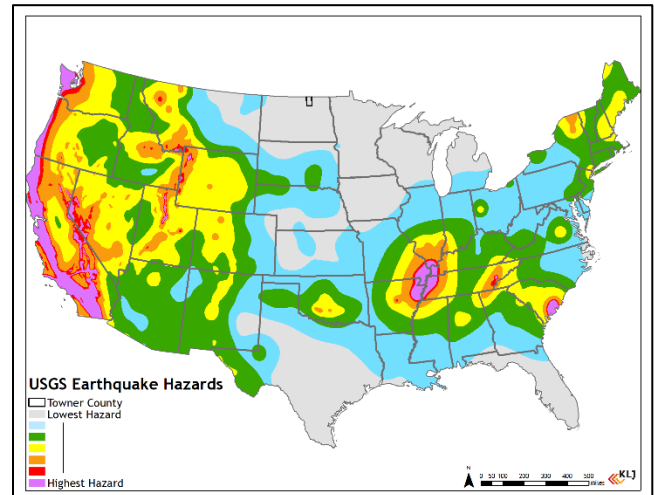 USGS Earthquake Hazards
Towner County
Lowest Hazard
Highest Hazard
N
0 50 100 200 300 400 500
Miles
KLJ